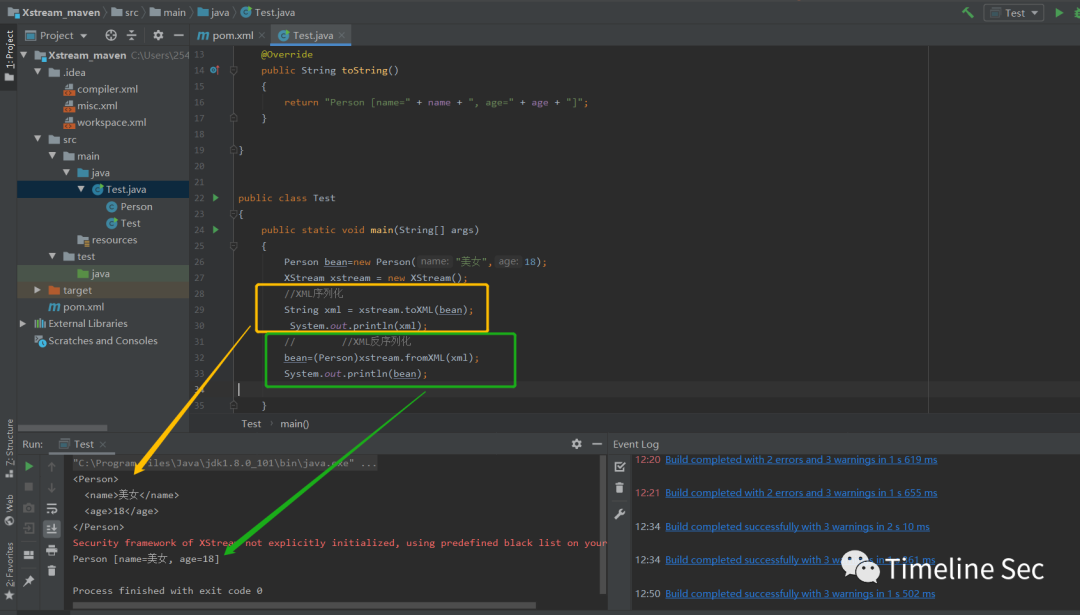 Xstream_maven
src
main
java
Test.java
Test
1: Project
Project
pom.xml
Test.java
Xstream_maven C:\Users\254
.idea
compiler.xml
misc.xml
workspace.xml
src
main
java
Test.java
Person
Test
resources
test
java
target
pom.xml
External Libraries
Scratches and Consoles
13 @Override
14 public String toString()
15 {
16 return "Person [name=" + name + ", age=" + age + "]";
17 }
18
19 }
20
21
22 public class Test
23 {
24 public static void main(String[] args)
25 {
26 Person bean=new Person( name: "美女", age: 18);
27 XStream xstream = new XStream();
28 //XML序列化
29 String xml = xstream.toXML(bean);
30 System.out.println(xml);
31 // //XML反序列化
32 bean=(Person)xstream.fromXML(xml);
33 System.out.println(bean);
34
35 }
Test main()
Z: Structure
Web
2: Favorites
Run: Test
"C:\Program Files\Java\jdk1.8.0_101\bin\java.exe" ...
<Person>
<name>美女</name>
<age>18</age>
</Person>
Security framework of XStream not explicitly initialized, using predefined black list on your
Person [name=美女, age=18]
Process finished with exit code 0
Event Log
12:20 Build completed with 2 errors and 3 warnings in 1 s 619 ms
12:21 Build completed with 2 errors and 3 warnings in 1 s 655 ms
12:34 Build completed successfully with 3 warnings in 2 s 10 ms
12:34 Build completed successfully with 3 in 1 s 361 ms
12:50 Build completed successfully with 3 warnings in 1 s 502 ms
Timeline Sec